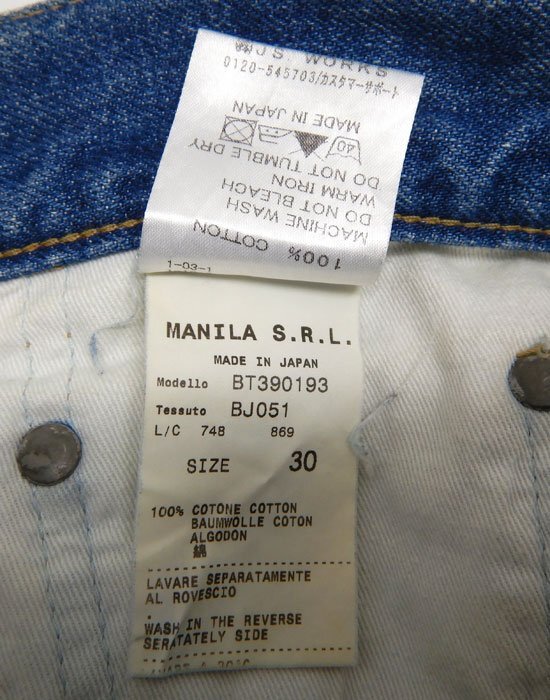 WJS WORKS
0120-545703/カスタマーサポート
MADE IN JAPAN
40
DO NOT TUMBLE DRY
WARM IRON
DO NOT BLEACH
MACHINE WASH
100% COTTON
1-03-1
MANILA S.R.L.
MADE IN JAPAN
Modello BT390193
Tessuto BJ051
L/C 748 869
SIZE 30
100% COTONE COTTON
BAUMWOLLE COTON
ALGODON
綿
LAVARE SEPARATAMENTE
AL ROVESCIO
WASH IN THE REVERSE
SERATATELY SIDE